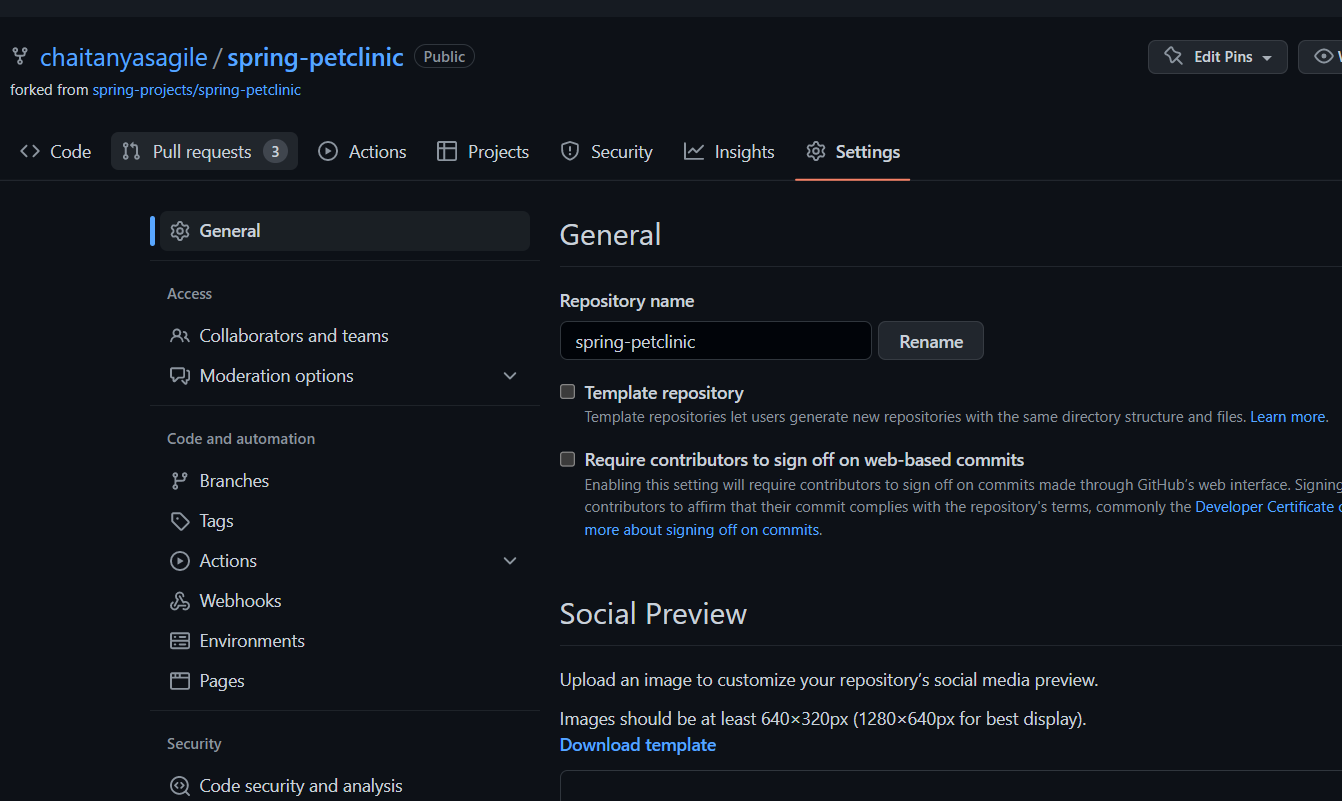 chaitanyasagile / spring-petclinic Public
Edit Pins
forked from spring-projects/spring-petclinic
Code Pull requests 3 Actions Projects Security Insights Settings
General
Access
Collaborators and teams
Moderation options
Code and automation
Branches
Tags
Actions
Webhooks
Environments
Pages
Security
Code security and analysis
General
Repository name
spring-petclinic Rename
Template repository
Template repositories let users generate new repositories with the same directory structure and files. Learn more.
Require contributors to sign off on web-based commits
Enabling this setting will require contributors to sign off on commits made through GitHub’s web interface. Signing
contributors to affirm that their commit complies with the repository's terms, commonly the Developer Certificate
more about signing off on commits.
Social Preview
Upload an image to customize your repository’s social media preview.
Images should be at least 640×320px (1280×640px for best display).
Download template